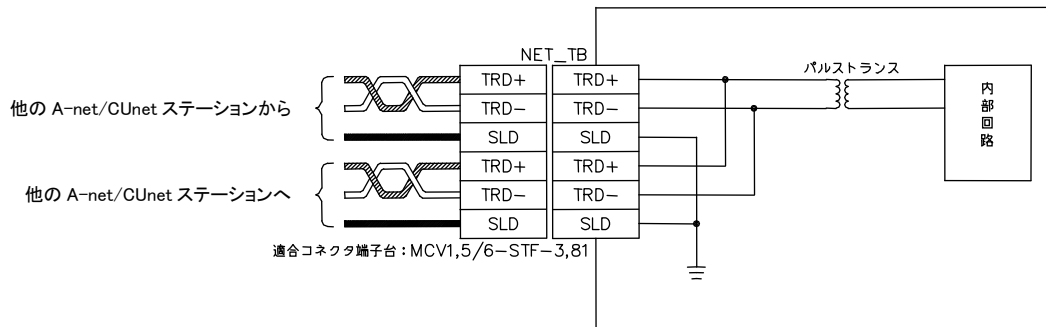 NET_TB
パルストランス
他の A-net/CUnet ステーションから
TRD+ TRD+
TRD- TRD-
SLD SLD
他の A-net/CUnet ステーションへ
TRD+ TRD+
TRD- TRD-
SLD SLD
内部回路
適合コネクタ端子台：MCV1,5/6-STF-3,81